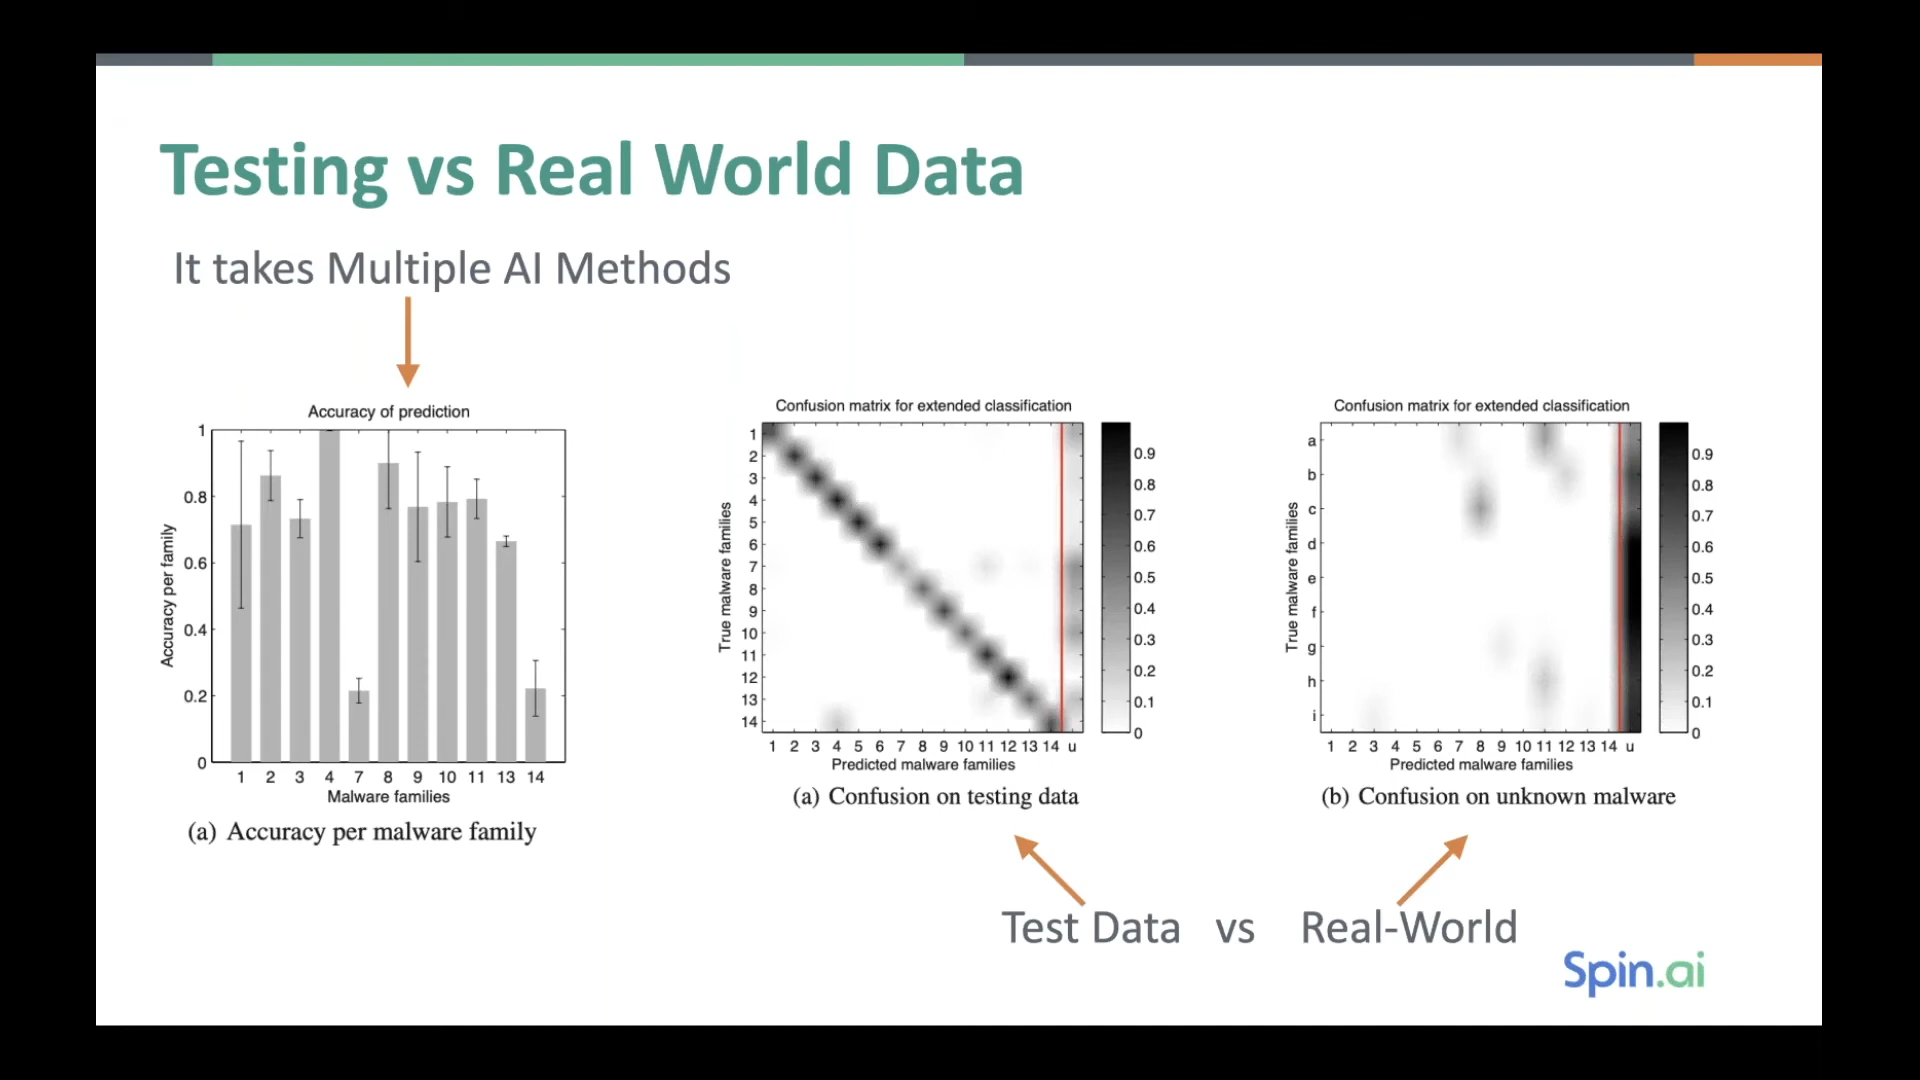 Testing vs Real World Data
It takes Multiple AI Methods
Accuracy of prediction
Accuracy per family
1
0.8
0.6
0.4
0.2
0
1 2 3 4 7 8 9 10 11 13 14
Malware families
(a) Accuracy per malware family
Confusion matrix for extended classification
True malware families
1
2
3
4
5
6
7
8
9
10
11
12
13
14
1 2 3 4 5 6 7 8 9 10 11 12 13 14 u
Predicted malware families
0.9
0.8
0.7
0.6
0.5
0.4
0.3
0.2
0.1
0
(a) Confusion on testing data
Confusion matrix for extended classification
True malware families
a
b
c
d
e
f
g
h
i
1 2 3 4 5 6 7 8 9 10 11 12 13 14 u
Predicted malware families
0.9
0.8
0.7
0.6
0.5
0.4
0.3
0.2
0.1
0
(b) Confusion on unknown malware
Test Data vs Real-World
Spin.ai